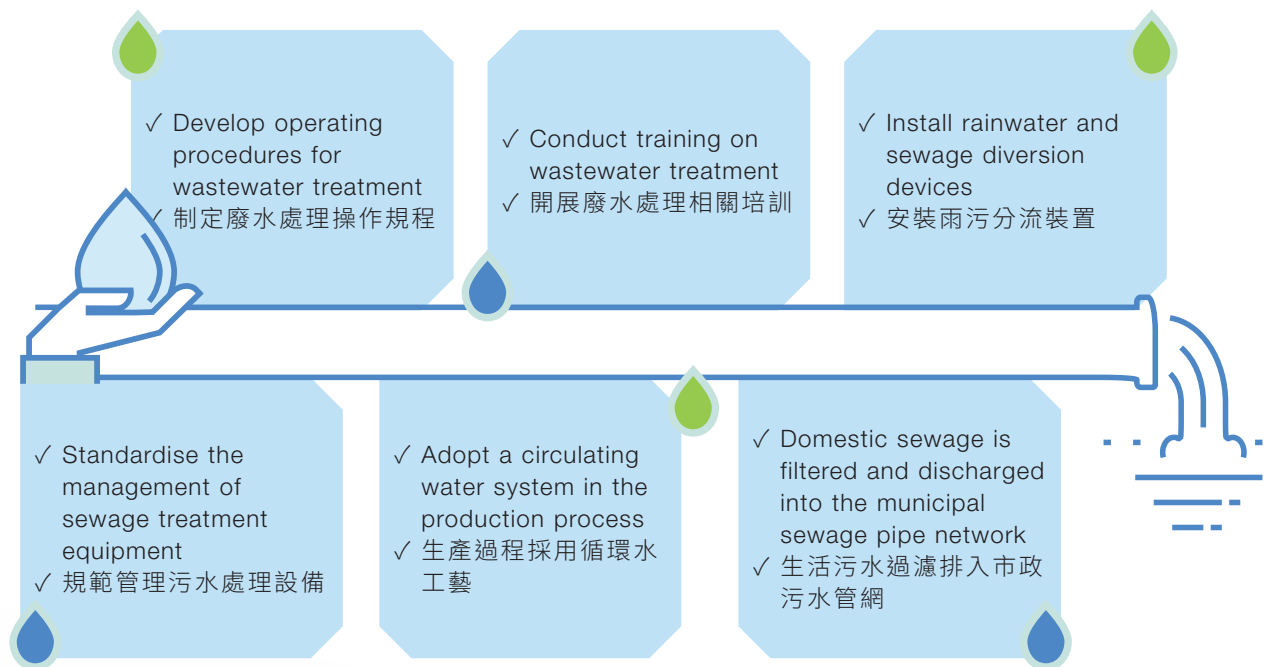 ✓ Develop operating
procedures for
wastewater treatment
✓ 制定廢水處理操作規程
✓ Conduct training on
wastewater treatment
✓ 開展廢水處理相關培訓
✓ Install rainwater and
sewage diversion
devices
✓ 安裝雨污分流裝置
✓ Standardise the
management of
sewage treatment
equipment
✓ 規範管理污水處理設備
✓ Adopt a circulating
water system in the
production process
✓ 生產過程採用循環水
工藝
✓ Domestic sewage is
filtered and discharged
into the municipal
sewage pipe network
✓ 生活污水過濾排入市政
污水管網